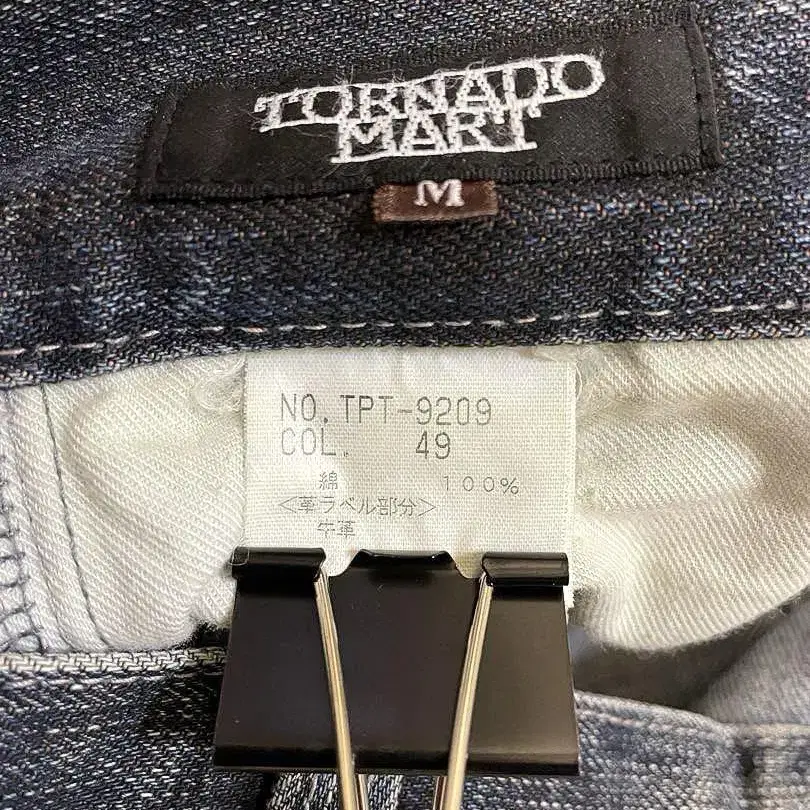 TORNADO
MART
M
NO. TPT-9209
COL. 49
綿 100%
<革ラベル部分>
牛革